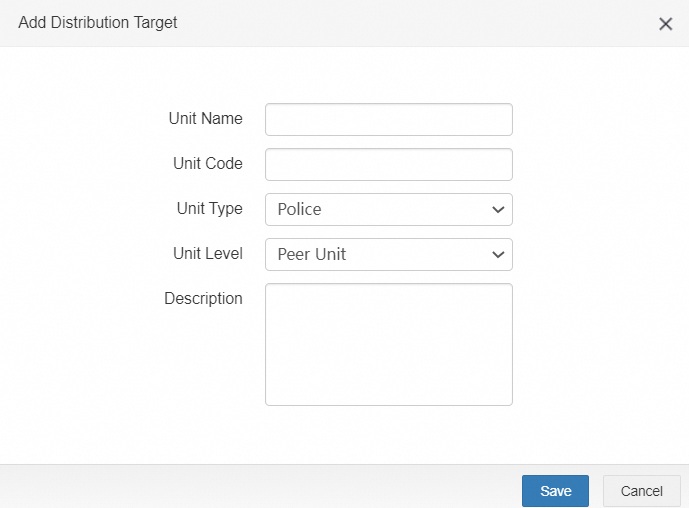 Add Distribution Target
Unit Name
Unit Code
Unit Type Police
Unit Level Peer Unit
Description
Save Cancel